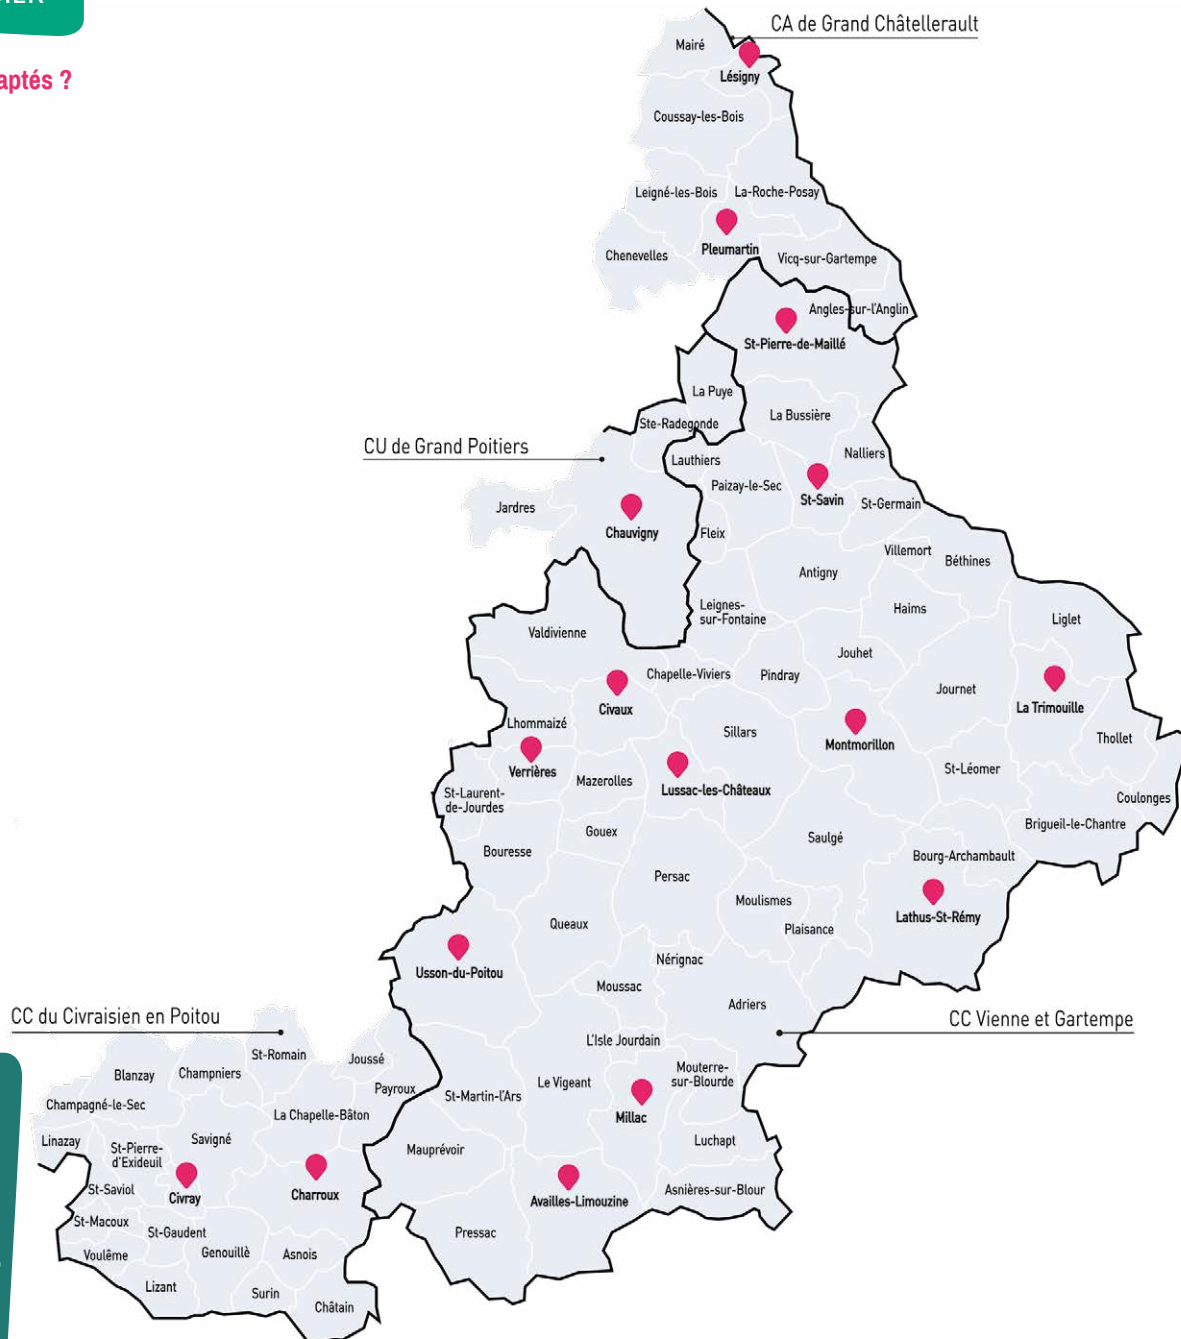 CA de Grand Châtellerault
Mairé
aptés ?
Lésigny
Coussay-les-Bois
Leigné-les-Bois
La-Roche-Posay
Pleumartin
Chenevelles
Vicq-sur-Gartempe
Angles-sur-l'Anglin
St-Pierre-de-Maillé
La Puye
La Bussière
Ste-Radegonde
CU de Grand Poitiers
Nalliers
Lauthiers
Paizay-le-Sec
St-Savin
St-Germain
Jardres
Chauvigny
Fleix
Villemort
Béthines
Antigny
Haims
Leignes-
sur-Fontaine
Liglet
Valdivienne
Jouhet
Chapelle-Viviers
Pindray
Journet
La Trimouille
Civaux
Lhommaizé
Sillars
Montmorillon
Thollet
Verrières
St-Léomer
Mazerolles
Lussac-les-Châteaux
St-Laurent-
de-Jourdes
Coulonges
Brigueil-le-Chantre
Gouex
Saulgé
Bouresse
Bourg-Archambault
Persac
Moulismes
Lathus-St-Rémy
Queaux
Plaisance
Nérignac
Usson-du-Poitou
Moussac
Adriers
CC du Civraisien en Poitou
CC Vienne et Gartempe
L'Isle Jourdain
St-Romain
Joussé
Blanzay
Champniers
Mouterre-
sur-Blourde
Le Vigeant
Payroux
St-Martin-l'Ars
Champagné-le-Sec
La Chapelle-Bâton
Millac
Linazay
Savigné
St-Pierre-
d'Exideuil
Luchapt
Mauprévoir
St-Saviol
Civray
Charroux
Availles-Limouzine
Asnières-sur-Blour
St-Macoux
St-Gaudent
Pressac
Voulême
Genouillè
Asnois
Lizant
Surin
Châtain